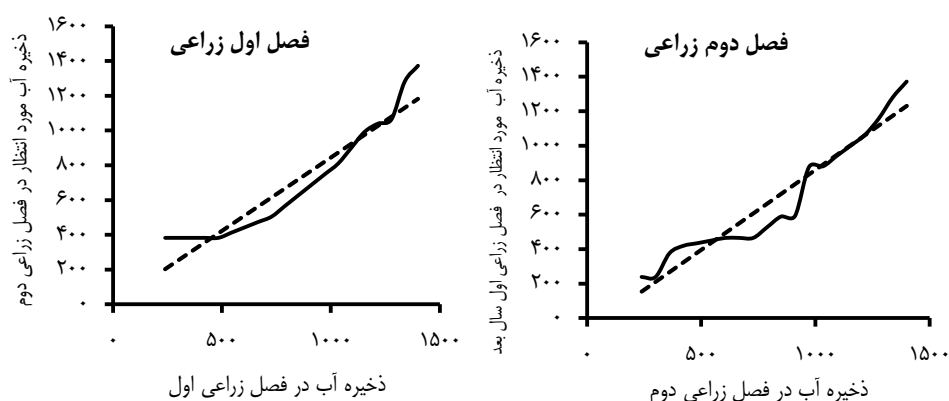 فصل اول زراعی
ذخیره آب مورد انتظار در فصل زراعی دوم
۱۶۰۰
۱۴۰۰
۱۲۰۰
۱۰۰۰
۸۰۰
۶۰۰
۴۰۰
۲۰۰
۰
۰ ۵۰۰ ۱۰۰۰ ۱۵۰۰
ذخیره آب در فصل زراعی اول
فصل دوم زراعی
ذخیره آب مورد انتظار در فصل زراعی اول سال بعد
۱۶۰۰
۱۴۰۰
۱۲۰۰
۱۰۰۰
۸۰۰
۶۰۰
۴۰۰
۲۰۰
۰
۰ ۵۰۰ ۱۰۰۰ ۱۵۰۰
ذخیره آب در فصل زراعی دوم